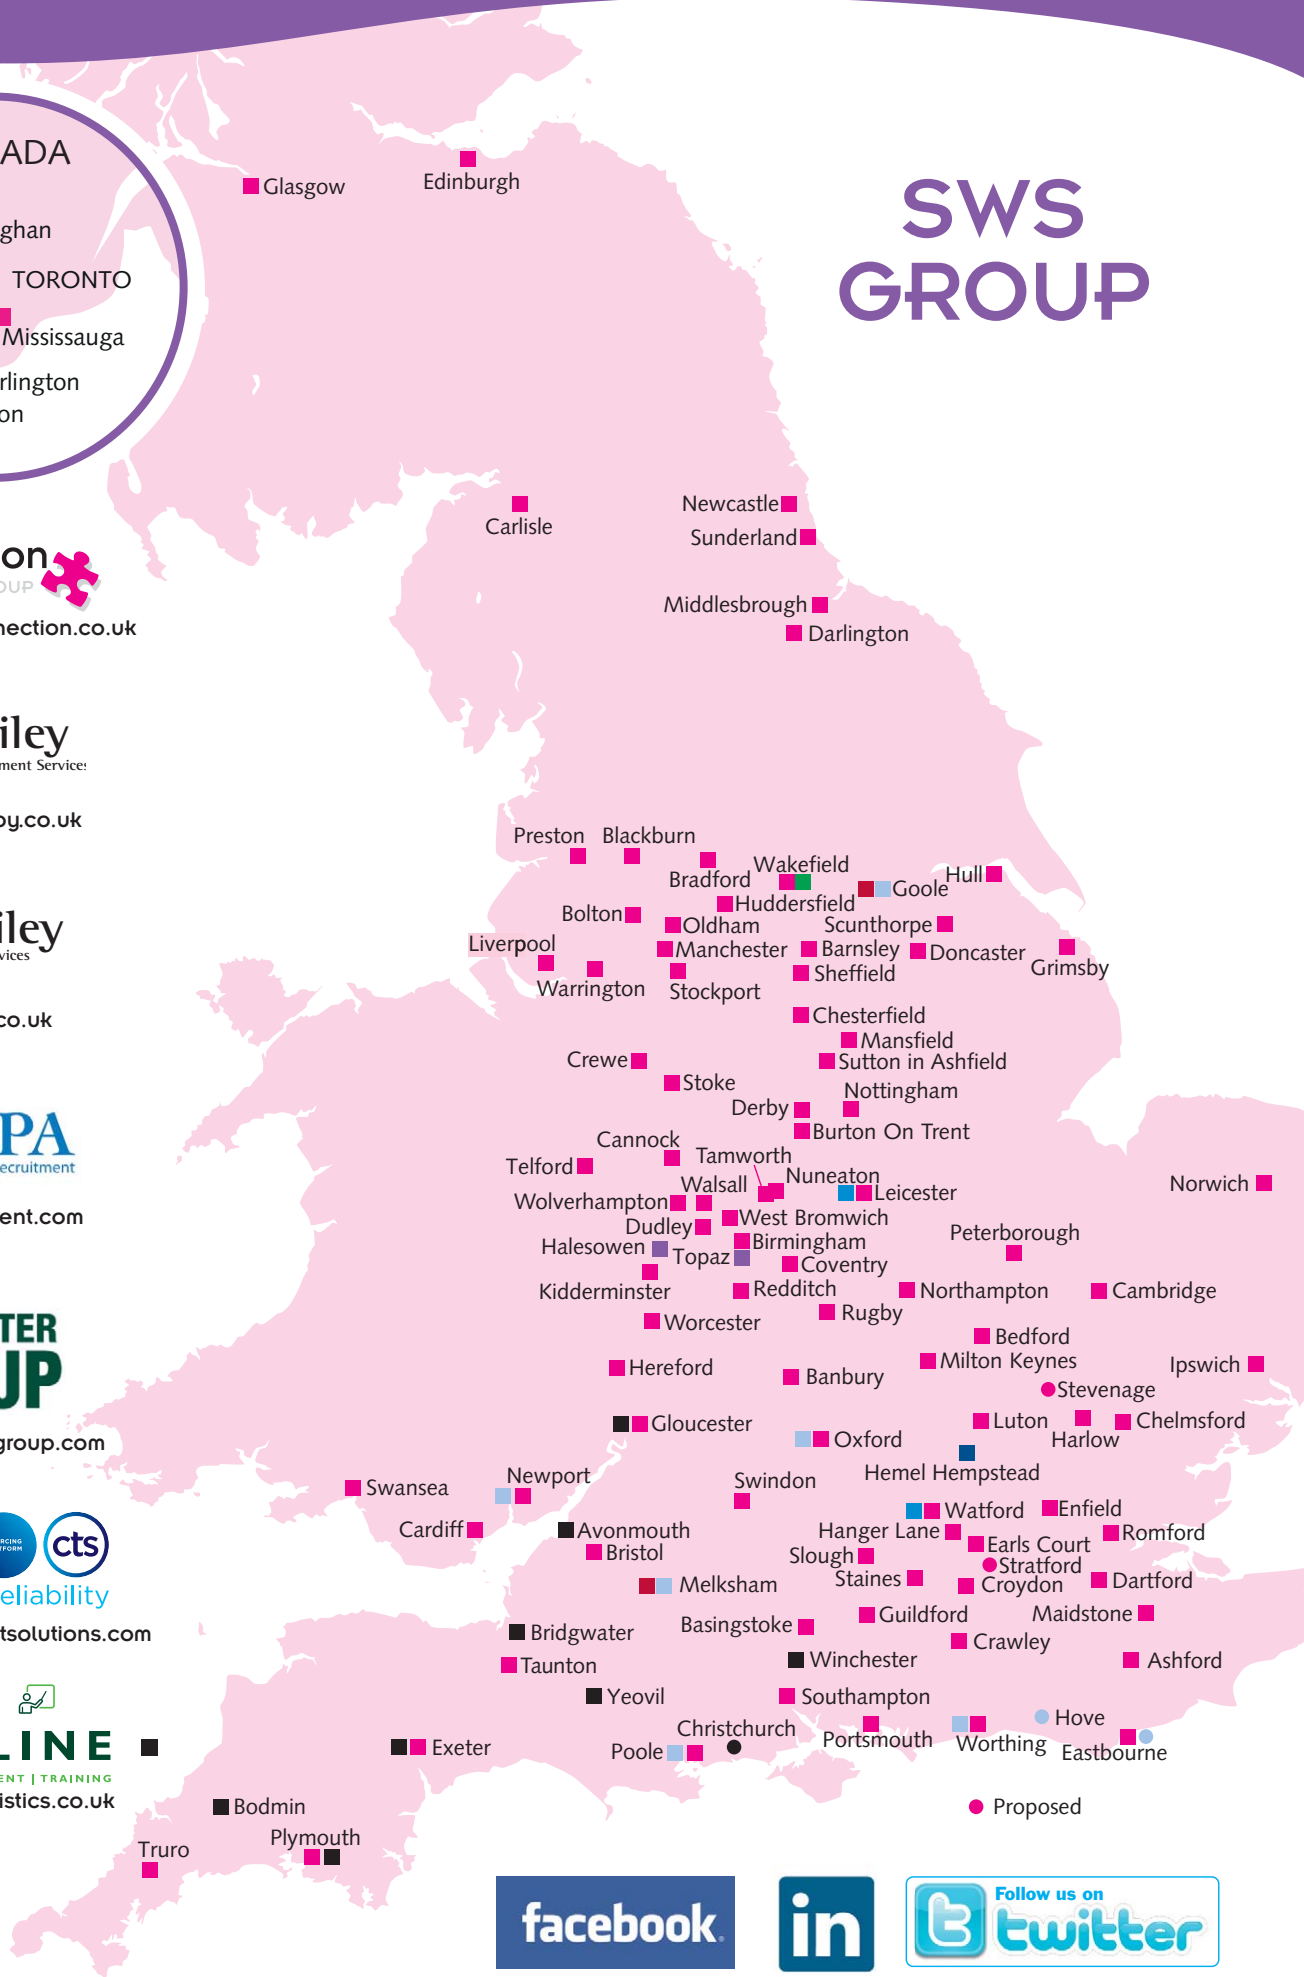 ADA
ghan
TORONTO
Mississauga
rlington
on
SWS
GROUP
Glasgow
Edinburgh
Carlisle
Newcastle
Sunderland
Middlesbrough
Darlington
on
OUP
nection.co.uk
iley
ment Services
oy.co.uk
iley
vices
co.uk
PA
ecruitment
ent.com
TER
UP
group.com
RCING
TFORM
cts
eliability
tsolutions.com
LINE
ENT | TRAINING
istics.co.uk
Preston
Blackburn
Bradford
Wakefield
Goole
Hull
Huddersfield
Bolton
Oldham
Scunthorpe
Liverpool
Manchester
Barnsley
Doncaster
Grimsby
Warrington
Stockport
Sheffield
Chesterfield
Mansfield
Crewe
Sutton in Ashfield
Stoke
Nottingham
Derby
Burton On Trent
Cannock
Tamworth
Telford
Nuneaton
Walsall
Leicester
Norwich
Wolverhampton
West Bromwich
Dudley
Peterborough
Halesowen
Topaz
Birmingham
Coventry
Kidderminster
Redditch
Northampton
Cambridge
Worcester
Rugby
Bedford
Hereford
Banbury
Milton Keynes
Ipswich
Stevenage
Gloucester
Oxford
Luton
Harlow
Chelmsford
Hemel Hempstead
Swansea
Newport
Swindon
Cardiff
Avonmouth
Watford
Enfield
Hanger Lane
Romford
Bristol
Slough
Earls Court
Stratford
Melksham
Staines
Croydon
Dartford
Bridgwater
Basingstoke
Guildford
Maidstone
Taunton
Winchester
Crawley
Ashford
Yeovil
Southampton
Christchurch
Portsmouth
Hove
Exeter
Poole
Worthing
Eastbourne
Bodmin
Proposed
Truro
Plymouth
facebook.
in
Follow us on
twitter